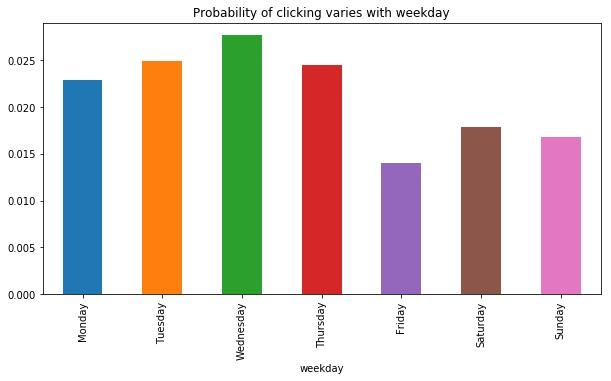 Probability of clicking varies with weekday
0.025
0.020
0.015
0.010
0.005
0.000
Monday
Tuesday
Wednesday
Thursday
Friday
Saturday
Sunday
weekday